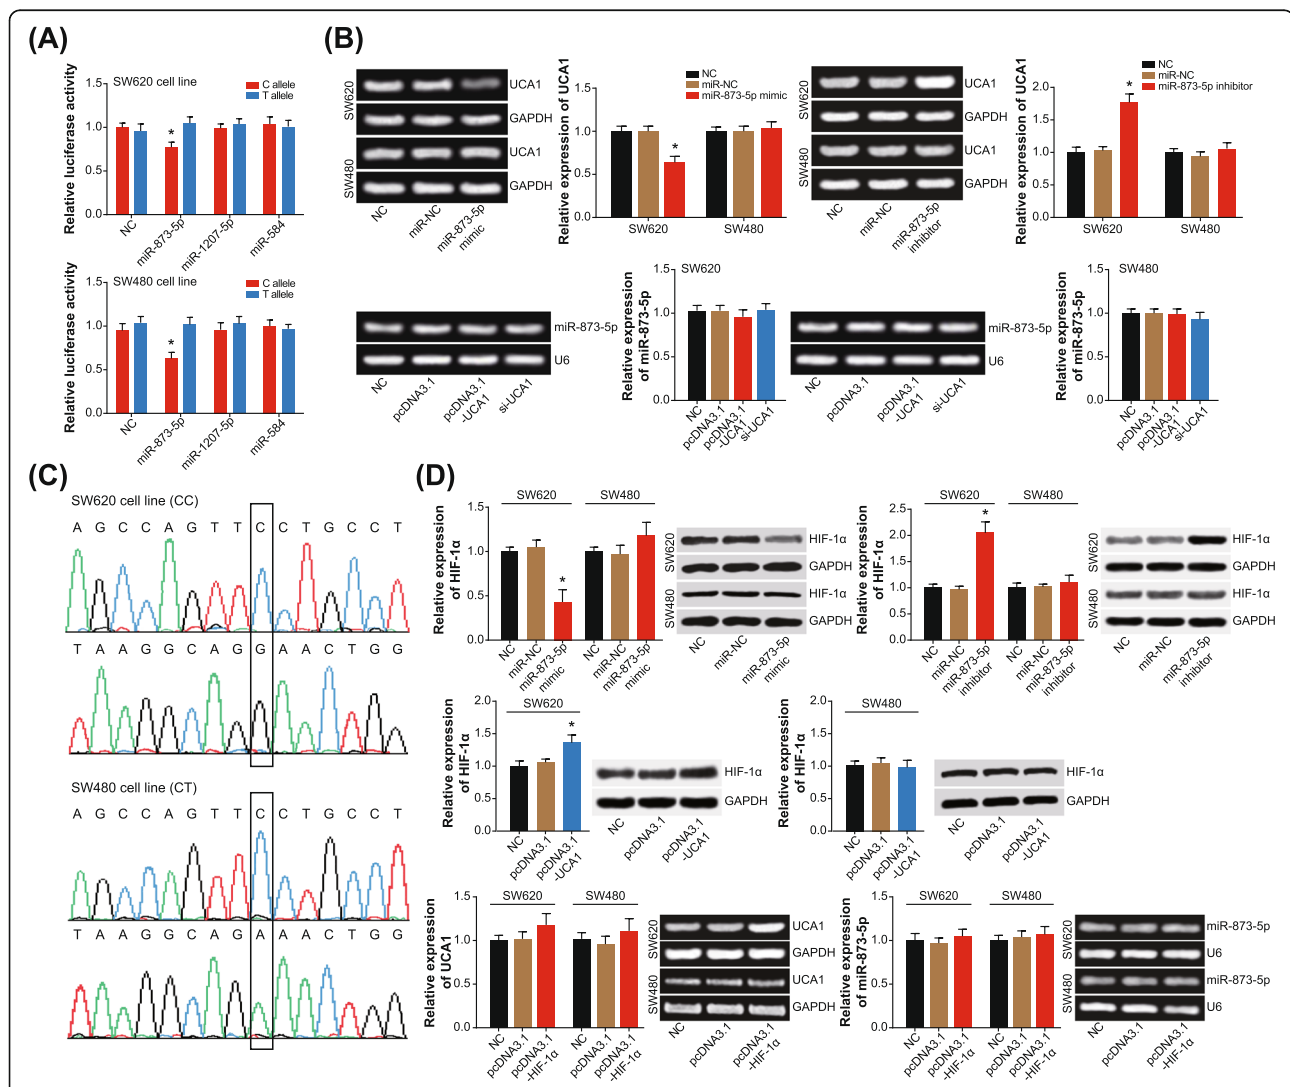 (A)
SW620 cell line
C allele
T allele
Relative luciferase activity
1.5
1.0
0.5
0.0
NC
miR-873-5p
miR-1207-5p
miR-584
*
SW480 cell line
C allele
T allele
Relative luciferase activity
1.5
1.0
0.5
0.0
NC
miR-873-5p
miR-1207-5p
miR-584
*
(B)
SW620
SW480
UCA1
GAPDH
UCA1
GAPDH
NC
miR-NC
miR-873-5p
mimic
Relative expression of UCA1
1.5
1.0
0.5
0.0
NC
miR-NC
miR-873-5p mimic
*
SW620
SW480
SW620
SW480
UCA1
GAPDH
UCA1
GAPDH
NC
miR-NC
miR-873-5p
inhibitor
Relative expression of UCA1
2.0
1.5
1.0
0.5
0.0
NC
miR-NC
miR-873-5p inhibitor
*
SW620
SW480
miR-873-5p
U6
NC
pcDNA3.1
pcDNA3.1
-UCA1
si-UCA1
Relative expression
of miR-873-5p
SW620
1.5
1.0
0.5
0.0
NC
pcDNA3.1
pcDNA3.1
-UCA1
si-UCA1
miR-873-5p
U6
NC
pcDNA3.1
pcDNA3.1
-UCA1
si-UCA1
Relative expression
of miR-873-5p
SW480
1.5
1.0
0.5
0.0
NC
pcDNA3.1
pcDNA3.1
-UCA1
si-UCA1
(C)
SW620 cell line (CC)
A G C C A G T T C C T G C C T
T A A G G C A G G A A C T G G
SW480 cell line (CT)
A G C C A G T T C C T G C C T
T A A G G C A G A A A C T G G
(D)
Relative expression
of HIF-1α
SW620
SW480
1.5
1.0
0.5
0.0
*
NC
miR-NC
miR-873-5p
mimic
NC
miR-NC
miR-873-5p
mimic
SW620
SW480
HIF-1α
GAPDH
HIF-1α
GAPDH
NC
miR-NC
miR-873-5p
mimic
Relative expression
of HIF-1α
SW620
SW480
2.5
2.0
1.5
1.0
0.5
0.0
*
NC
miR-NC
miR-873-5p
inhibitor
NC
miR-NC
miR-873-5p
inhibitor
SW620
SW480
HIF-1α
GAPDH
HIF-1α
GAPDH
NC
miR-NC
miR-873-5p
inhibitor
Relative expression
of HIF-1α
SW620
2.0
1.5
1.0
0.5
0.0
*
NC
pcDNA3.1
pcDNA3.1
-UCA1
HIF-1α
GAPDH
NC
pcDNA3.1
pcDNA3.1
-UCA1
Relative expression
of HIF-1α
SW480
2.0
1.5
1.0
0.5
0.0
NC
pcDNA3.1
pcDNA3.1
-UCA1
HIF-1α
GAPDH
NC
pcDNA3.1
pcDNA3.1
-UCA1
Relative expression
of UCA1
SW620
SW480
1.5
1.0
0.5
0.0
NC
pcDNA3.1
pcDNA3.1
-HIF-1α
NC
pcDNA3.1
pcDNA3.1
-HIF-1α
SW620
SW480
UCA1
GAPDH
UCA1
GAPDH
NC
pcDNA3.1
pcDNA3.1
-HIF-1α
Relative expression
of miR-873-5p
SW620
SW480
1.5
1.0
0.5
0.0
NC
pcDNA3.1
pcDNA3.1
-HIF-1α
NC
pcDNA3.1
pcDNA3.1
-HIF-1α
SW620
SW480
miR-873-5p
U6
miR-873-5p
U6
NC
pcDNA3.1
pcDNA3.1
-HIF-1α